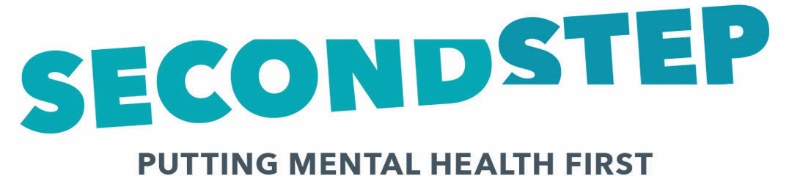 SECONDSTEP
PUTTING MENTAL HEALTH FIRST